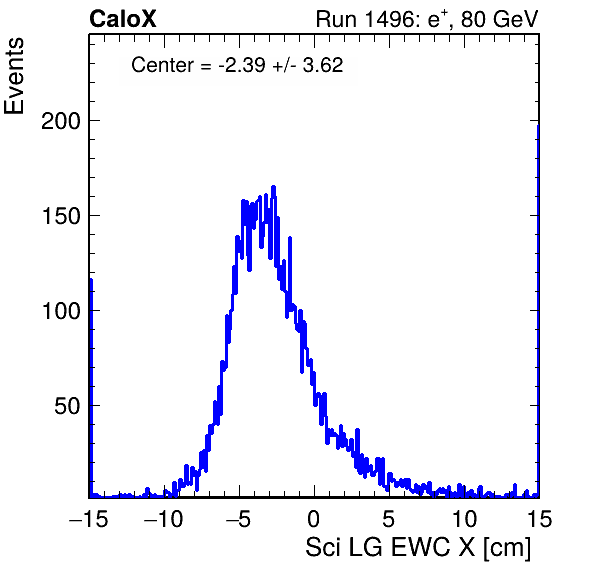 CaloX Run 1496: e⁺, 80 GeV
Center = -2.39 +/- 3.62
Events
200
150
100
50
−15 −10 −5 0 5 10 15
Sci LG EWC X [cm]